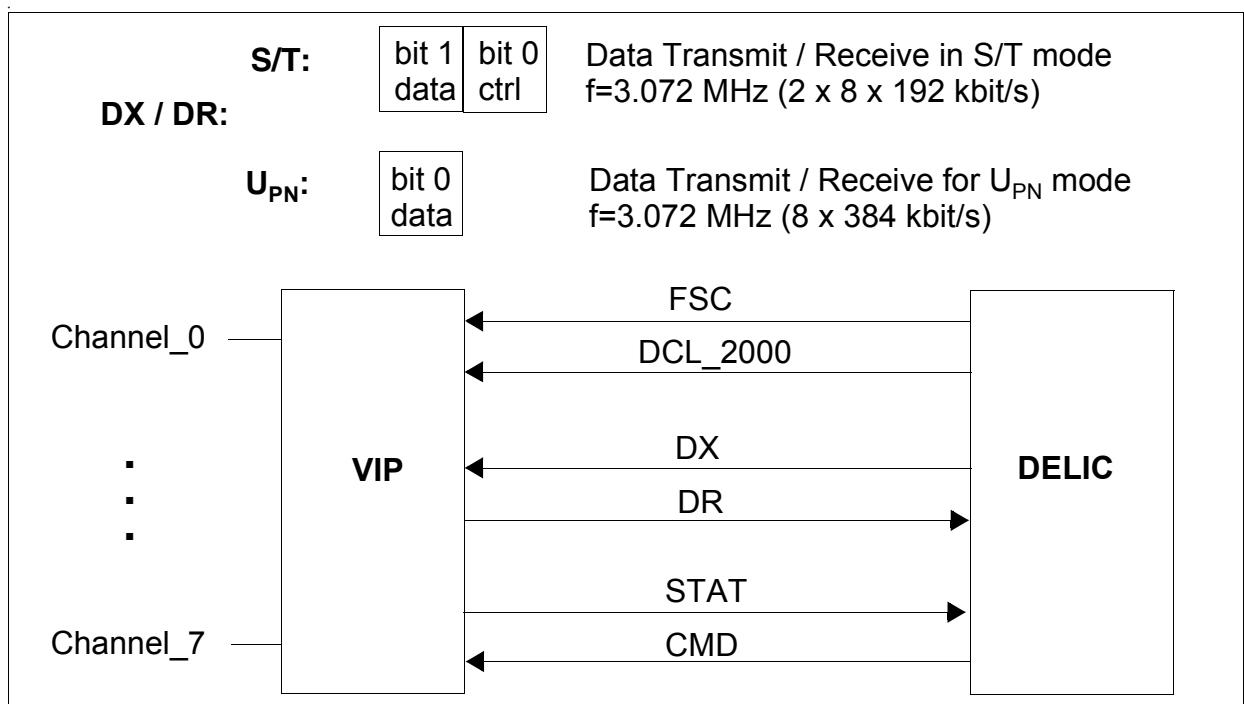 S/T:
bit 1 bit 0
data ctrl
Data Transmit / Receive in S/T mode
f=3.072 MHz (2 x 8 x 192 kbit/s)
DX / DR:
UPN:
bit 0
data
Data Transmit / Receive for UPN mode
f=3.072 MHz (8 x 384 kbit/s)
FSC
Channel_0
DCL_2000
VIP
DX
DELIC
DR
STAT
Channel_7
CMD